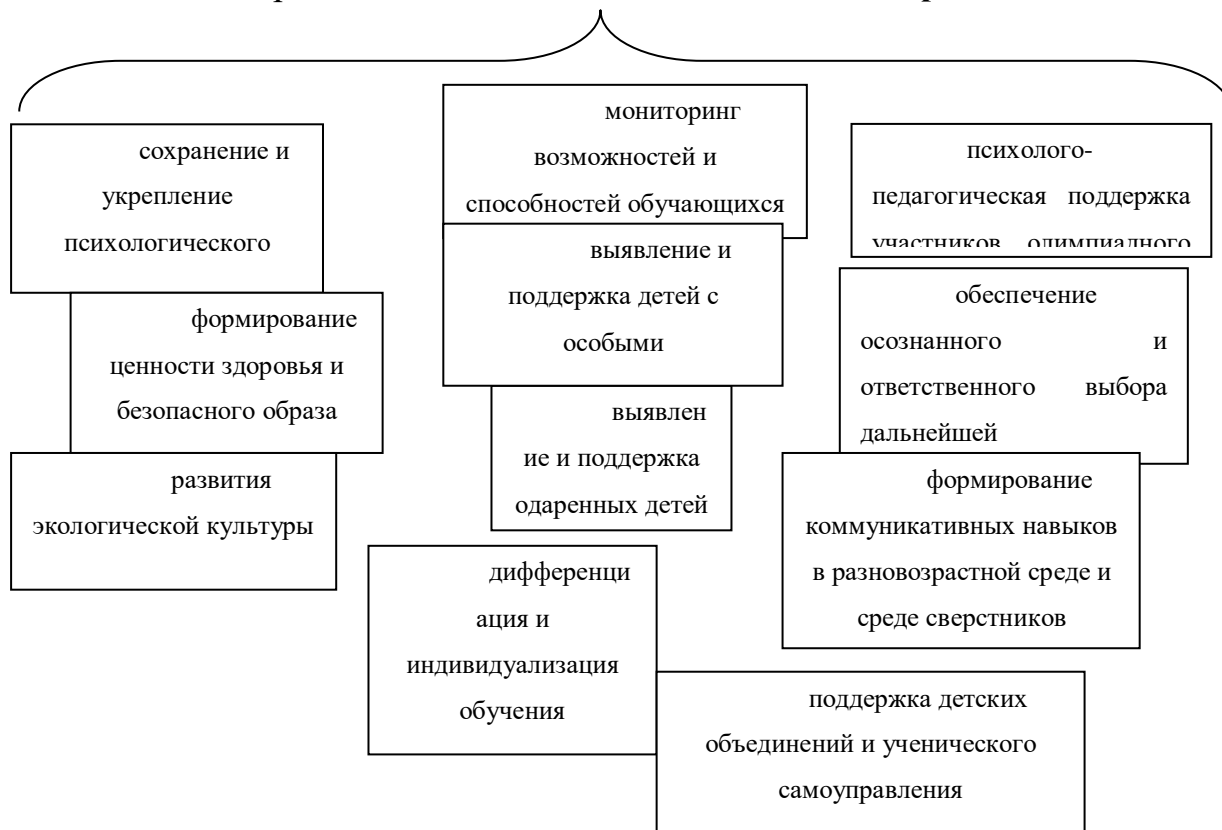 сохранение и
укрепление
психологического
формирование
ценности здоровья и
безопасного образа
развития
экологической культуры
мониторинг
возможностей и
способностей обучающихся
выявление и
поддержка детей с
особыми
выявлен
ие и поддержка
одаренных детей
дифференци
ация и
индивидуализация
обучения
психолого-
педагогическая поддержка
участников олимпиадного
обеспечение
осознанного и
ответственного выбора
дальнейшей
формирование
коммуникативных навыков
в разновозрастной среде и
среде сверстников
поддержка детских
объединений и ученического
самоуправления